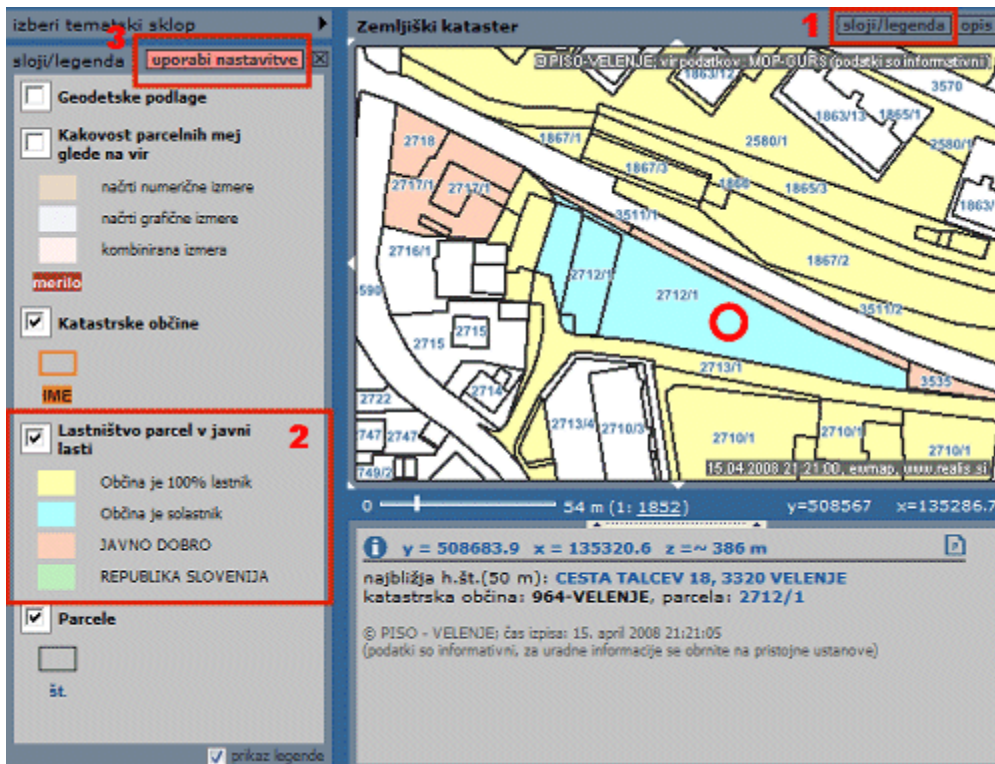 izberi tematski sklop
3
sloji/legenda uporabi nastavitve
Geodetske podlage
Kakovost parcelnih mej
glede na vir
načrti numerične izmere
načrti grafične izmere
kombinirana izmera
merilo
Katastrske občine
IME
Lastništvo parcel v javni
lasti
2
Občina je 100% lastnik
Občina je solastnik
JAVNO DOBRO
REPUBLIKA SLOVENIJA
Parcele
št.
prikaz legende
Zemljiški kataster
1
sloji/legenda opis
© PISO-VELENJE; vir podatkov: MOP-GURS (podatki so informativni)
1863/12
3570
1863/13
1865/1
2718
1867/1
2580/1
2580/1
2717/1
2717/1
1867/3
1866
1865/3
1863/
3511/1
2716/1
1867/2
2712/1
2712/1
590
3511/2
2715
2715
2713/1
3535
2714
2722
2713/4
2710/3
2710/1
2710/1
2710/1
747
2747
749/2
15.04.2008 21:21:00, ewmap, www.realis.si
0 54 m (1: 1852) y=508567 x=135286.7
y = 508683.9 x = 135320.6 z =~ 386 m
najbližja h.št.(50 m): CESTA TALCEV 18, 3320 VELENJE
katastrska občina: 964-VELENJE, parcela: 2712/1
© PISO - VELENJE; čas izpisa: 15. april 2008 21:21:05
(podatki so informativni, za uradne informacije se obrnite na pristojne ustanove)